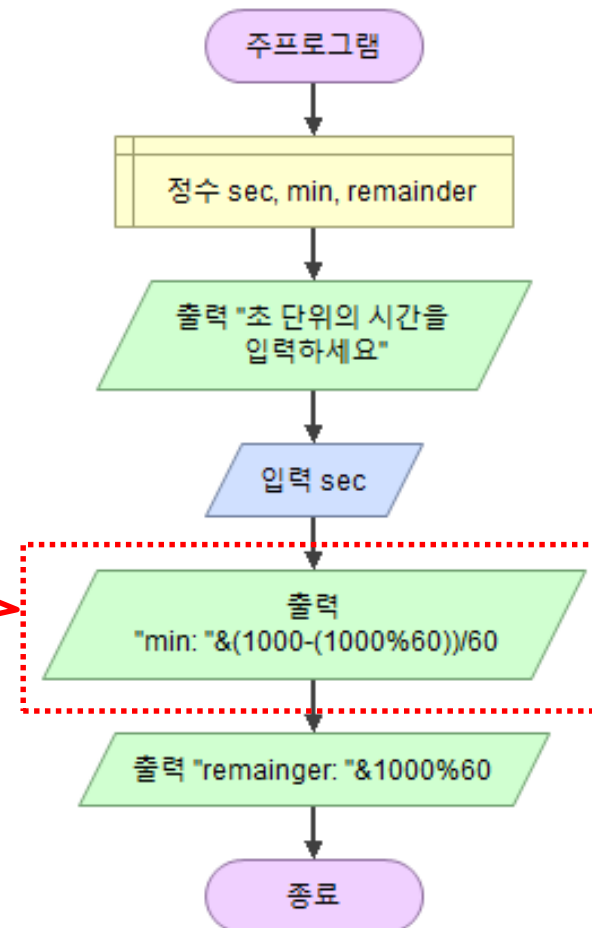 주프로그램
정수 sec, min, remainder
출력 "초 단위의 시간을
입력하세요"
입력 sec
출력
"min: "&(1000-(1000%60))/60
출력 "remainger: "&1000%60
종료